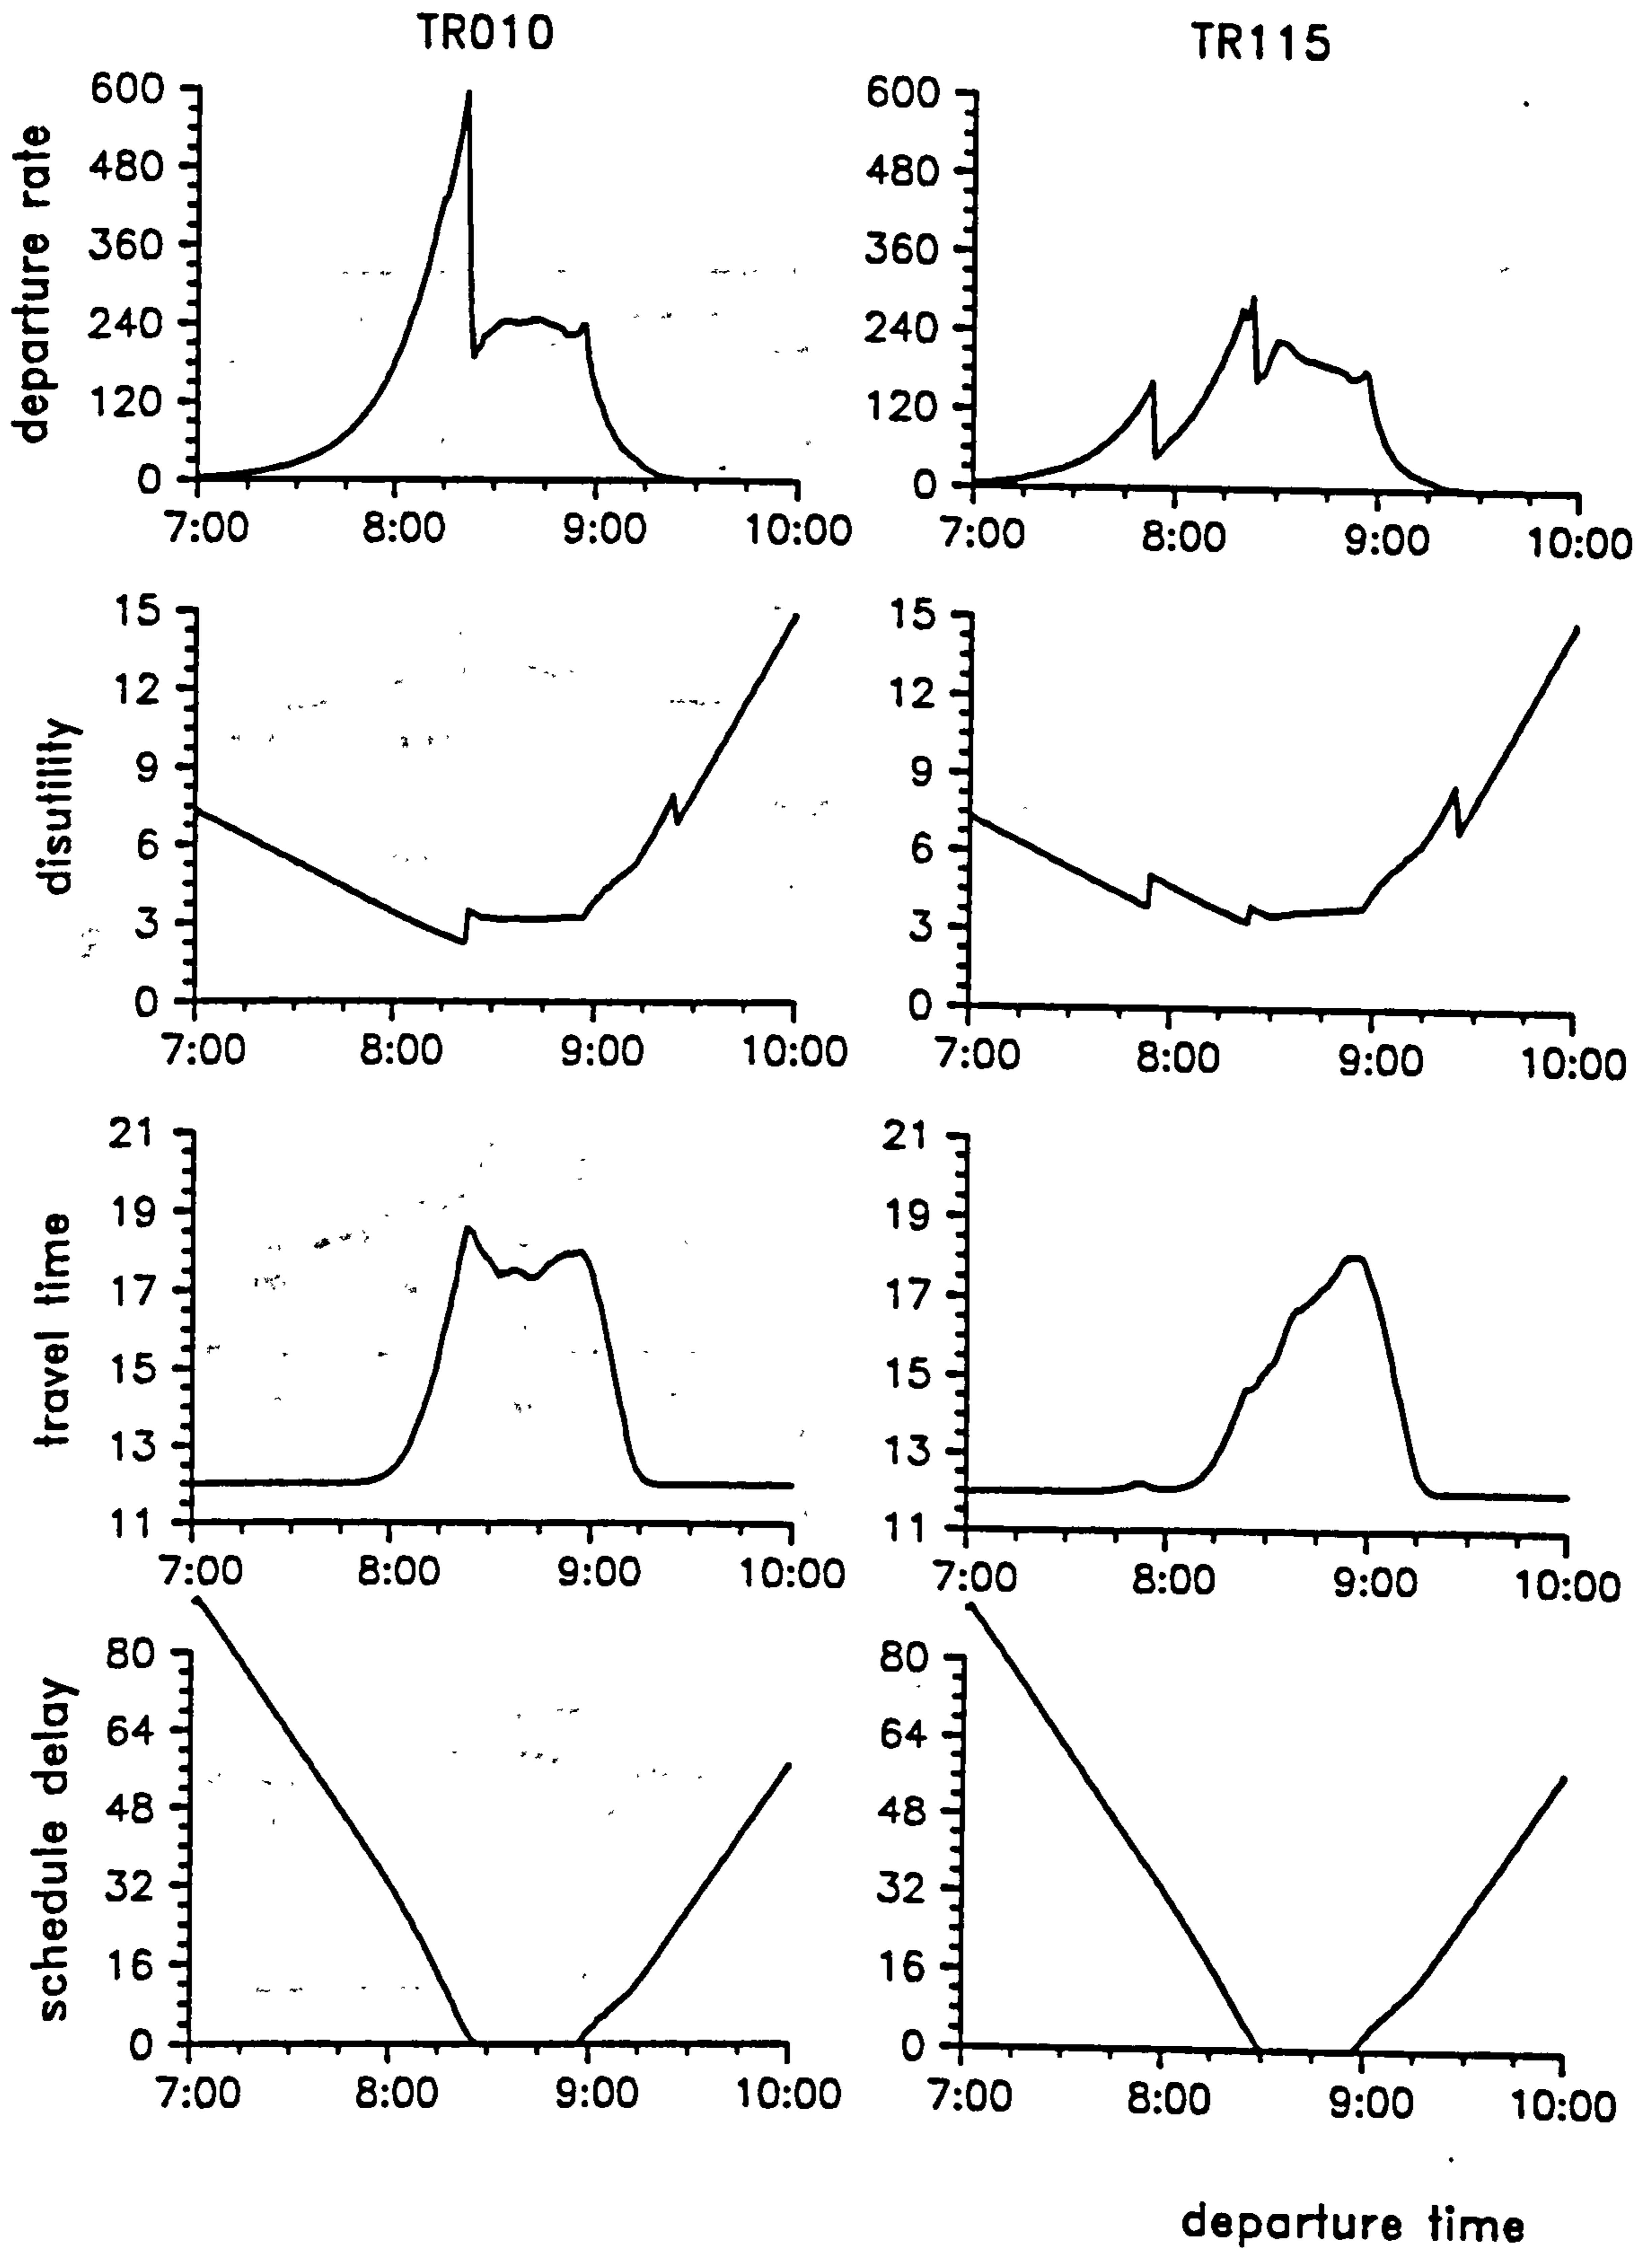 TR010 TR115
departure rate
600 600
480 480
360 360
240 240
120 120
0 0
7:00 8:00 9:00 10:00 7:00 8:00 9:00 10:00
disutility
15 15
12 12
9 9
6 6
3 3
0 0
7:00 8:00 9:00 10:00 7:00 8:00 9:00 10:00
travel time
21 21
19 19
17 17
15 15
13 13
11 11
7:00 8:00 9:00 10:00 7:00 8:00 9:00 10:00
schedule delay
80 80
64 64
48 48
32 32
16 16
0 0
7:00 8:00 9:00 10:00 7:00 8:00 9:00 10:00
departure time